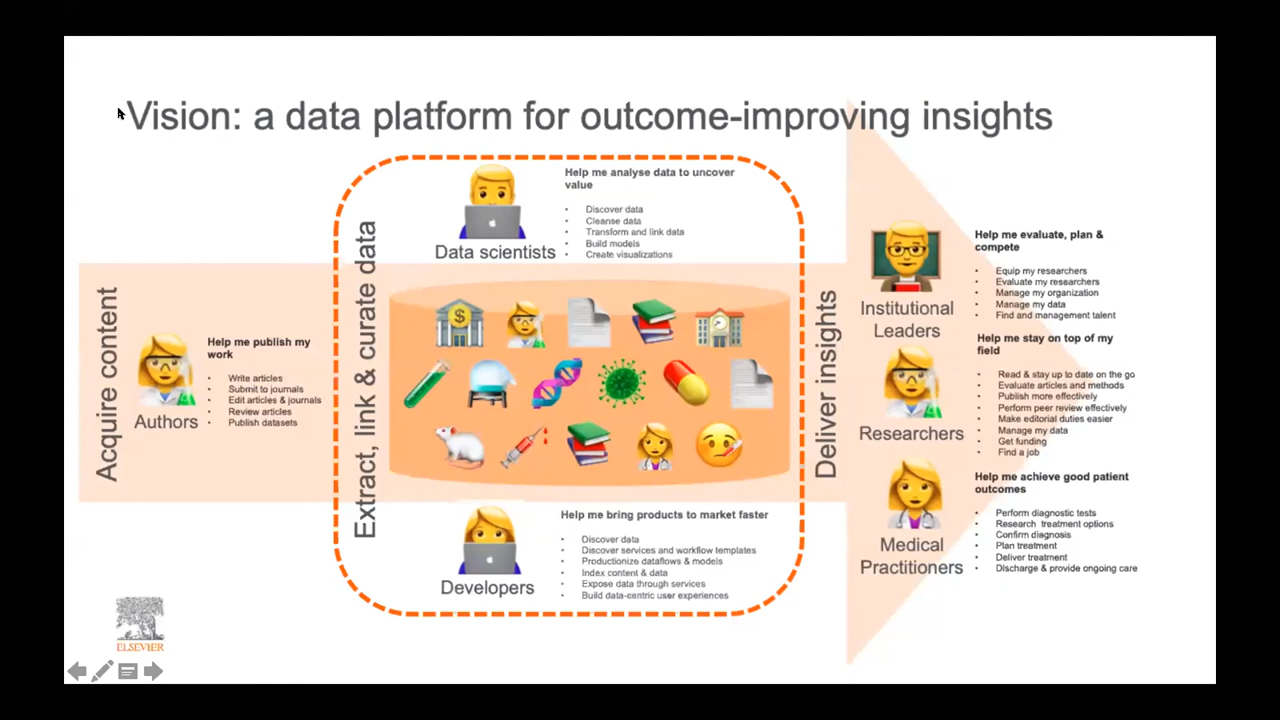 Vision: a data platform for outcome-improving insights
Acquire content
Authors
Help me publish my
work
• Write articles
• Submit to journals
• Edit articles & journals
• Review articles
• Publish datasets
Extract, link & curate data
Data scientists
Help me analyse data to uncover
value
• Discover data
• Cleanse data
• Transform and link data
• Build models
• Create visualizations
$
Developers
Help me bring products to market faster
• Discover data
• Discover services and workflow templates
• Productionize dataflows & models
• Index content & data
• Expose data through services
• Build data-centric user experiences
Deliver insights
Institutional
Leaders
Help me evaluate, plan &
compete
• Equip my researchers
• Evaluate my researchers
• Manage my organization
• Manage my data
• Find and management talent
Researchers
Help me stay on top of my
field
• Read & stay up to date on the go
• Evaluate articles and methods
• Publish more effectively
• Perform peer review effectively
• Make editorial duties easier
• Manage my data
• Get funding
• Find a job
Medical
Practitioners
Help me achieve good patient
outcomes
• Perform diagnostic tests
• Research treatment options
• Confirm diagnosis
• Plan treatment
• Deliver treatment
• Discharge & provide ongoing care
ELSEVIER